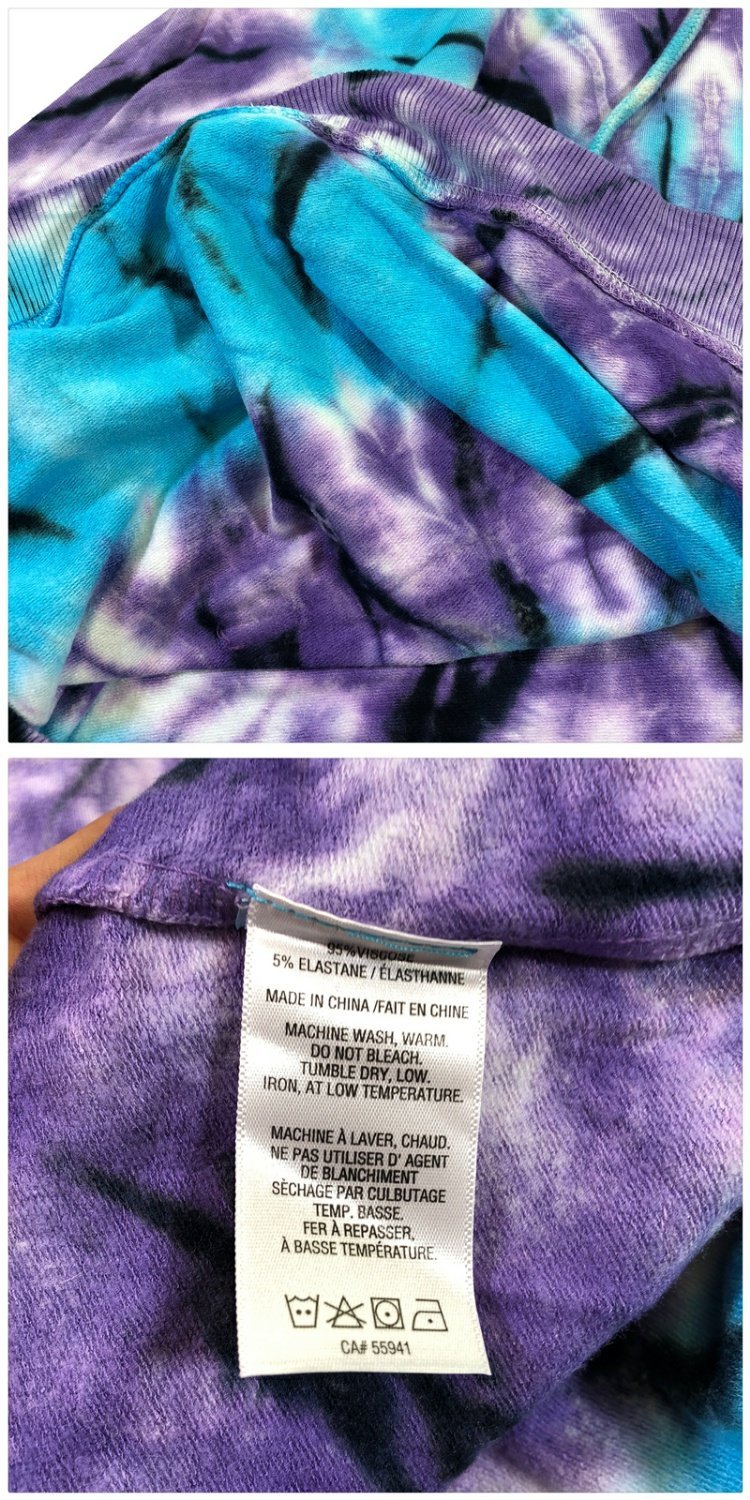 95%VISCOSE
5% ELASTANE / ÉLASTHANNE
MADE IN CHINA /FAIT EN CHINE
MACHINE WASH, WARM.
DO NOT BLEACH.
TUMBLE DRY, LOW.
IRON, AT LOW TEMPERATURE.
MACHINE À LAVER, CHAUD.
NE PAS UTILISER D' AGENT
DE BLANCHIMENT
SÈCHAGE PAR CULBUTAGE
TEMP. BASSE.
FER À REPASSER,
À BASSE TEMPÉRATURE.
CA# 55941